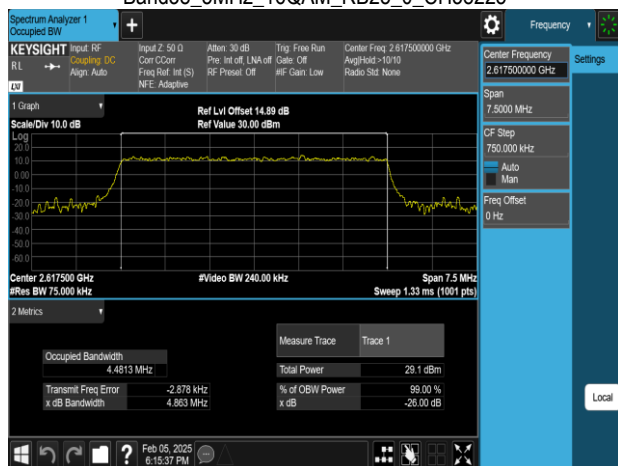 Spectrum Analyzer 1
Occupied BW
+
Frequency
KEYSIGHT
RL
LXI
Input: RF
Coupling: DC
Align: Auto
Input Z: 50 Ω
Corr CCorr
Freq Ref: Int (S)
NFE: Adaptive
Atten: 30 dB
Pre: Int off, LNA off
RF Preset: Off
Trig: Free Run
Gate: Off
#IF Gain: Low
Center Freq: 2.617500000 GHz
Avg|Hold:>10/10
Radio Std: None
Center Frequency
2.617500000 GHz
Settings
Span
7.5000 MHz
CF Step
750.000 kHz
Auto
Man
Freq Offset
0 Hz
1 Graph
Scale/Div 10.0 dB
Ref Lvl Offset 14.89 dB
Ref Value 30.00 dBm
Log
20.0
10.0
0.00
-10.0
-20.0
-30.0
-40.0
-50.0
-60.0
Center 2.617500 GHz
#Video BW 240.00 kHz
Span 7.5 MHz
#Res BW 75.000 kHz
Sweep 1.33 ms (1001 pts)
2 Metrics
Measure Trace
Trace 1
Occupied Bandwidth
4.4813 MHz
Total Power
29.1 dBm
Transmit Freq Error
-2.878 kHz
% of OBW Power
99.00 %
x dB Bandwidth
4.863 MHz
x dB
-26.00 dB
Local
?
Feb 05, 2025
6:15:37 PM